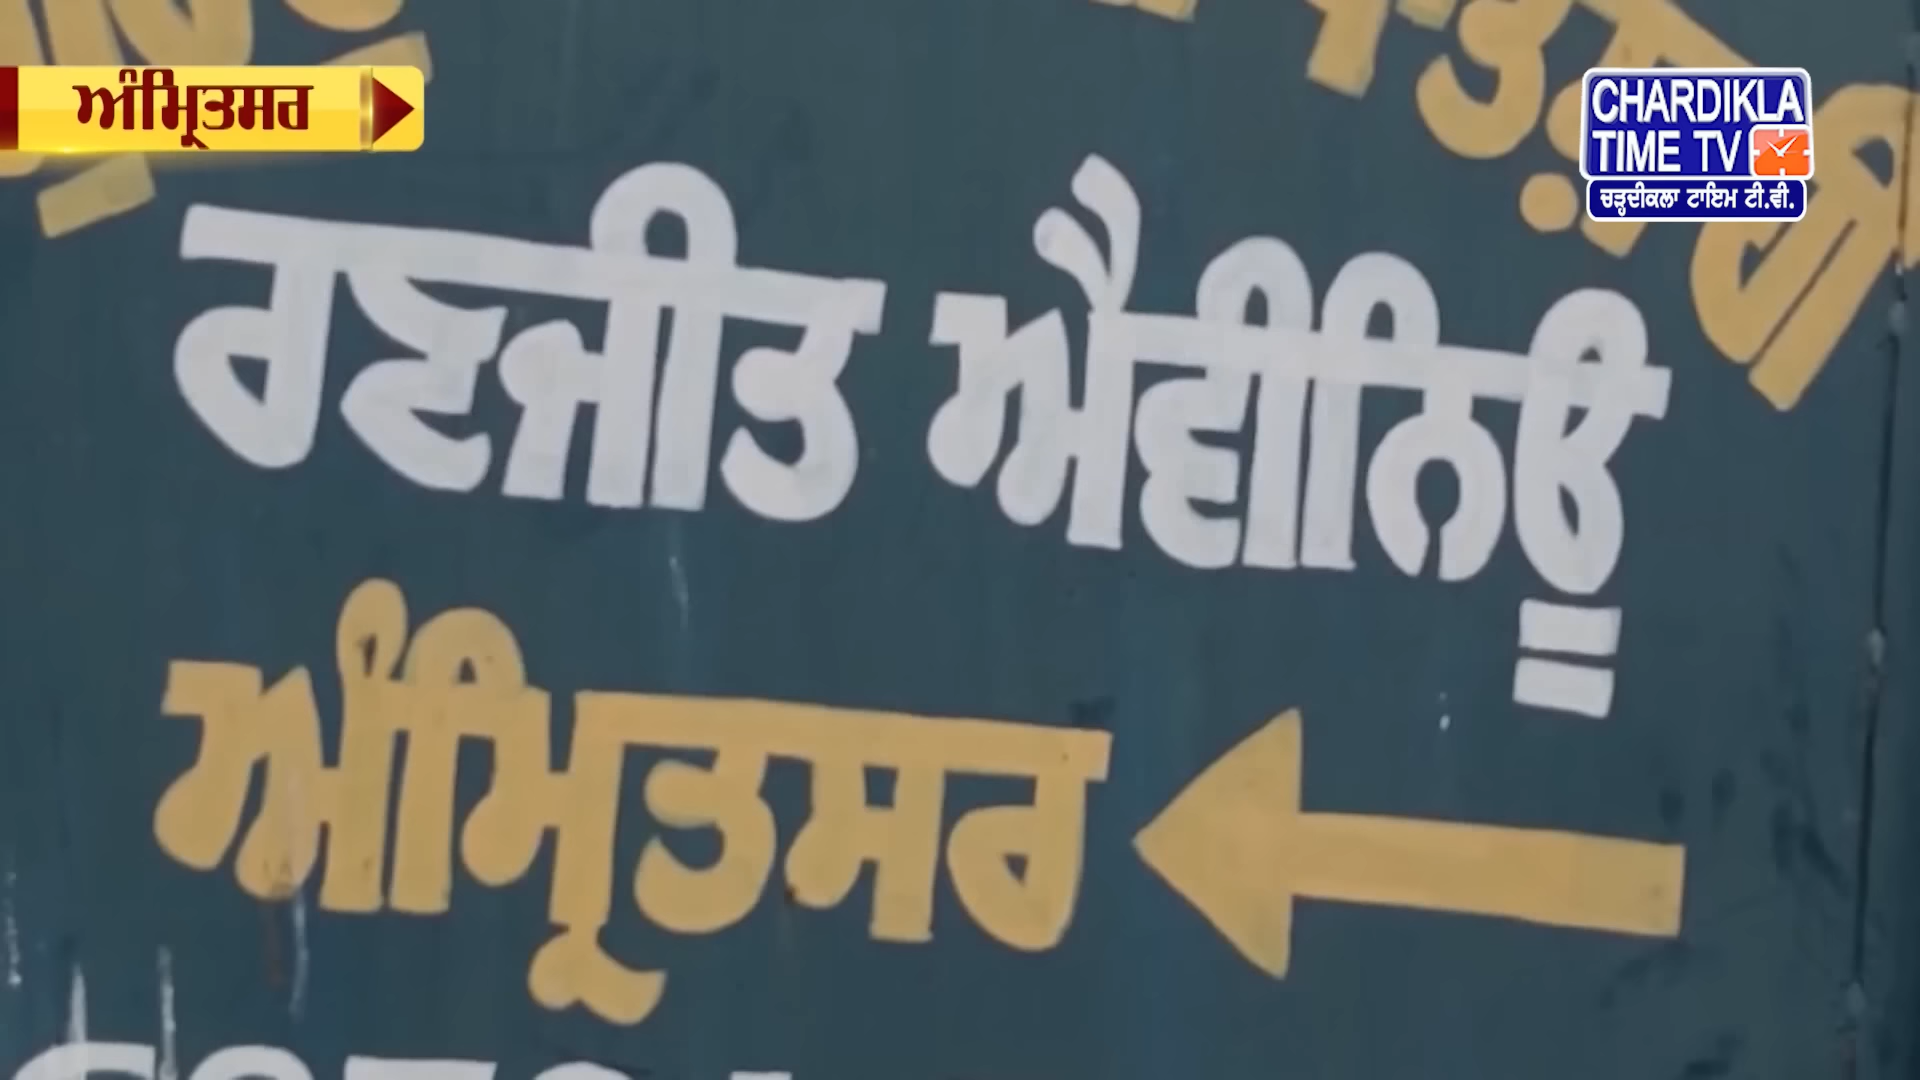 ਅੰਮ੍ਰਿਤਸਰ
CHARDIKLA
TIME TV
ਚੜ੍ਹਦੀਕਲਾ ਟਾਇਮ ਟੀ.ਵੀ.
ਰਣਜੀਤ ਐਵੀਨਿਊ
ਅੰਮ੍ਰਿਤਸਰ